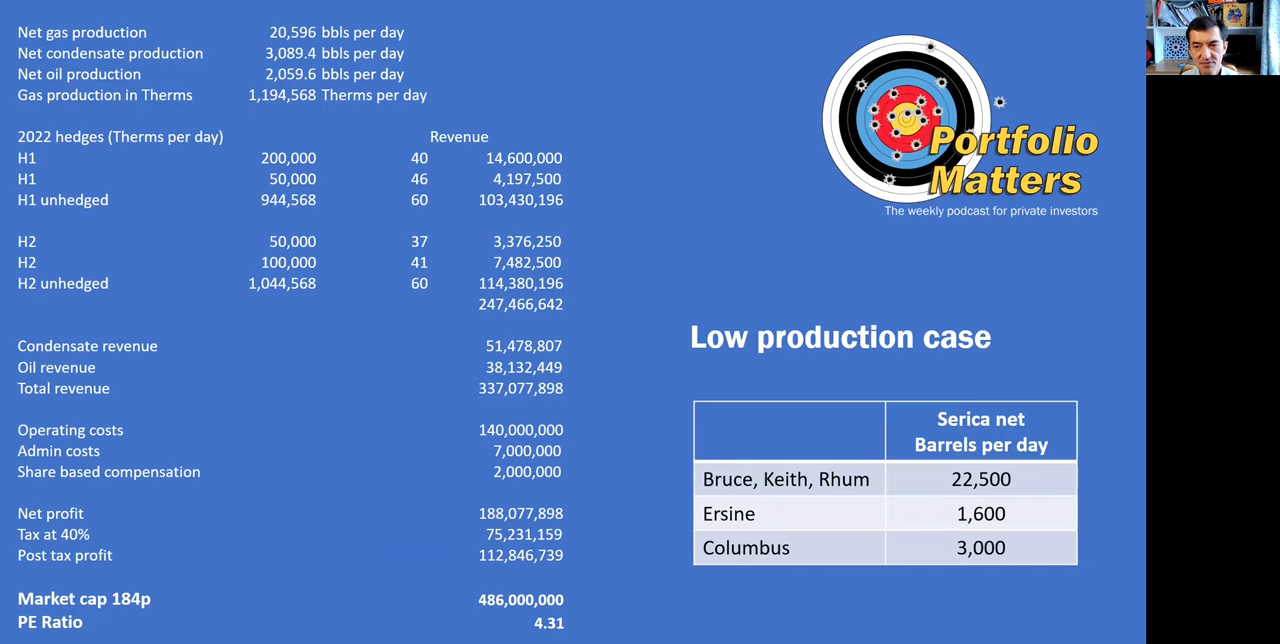 Net gas production 20,596 bbls per day
Net condensate production 3,089.4 bbls per day
Net oil production 2,059.6 bbls per day
Gas production in Therms 1,194,568 Therms per day
2022 hedges (Therms per day) Revenue
H1 200,000 40 14,600,000
H1 50,000 46 4,197,500
H1 unhedged 944,568 60 103,430,196
H2 50,000 37 3,376,250
H2 100,000 41 7,482,500
H2 unhedged 1,044,568 60 114,380,196
247,466,642
Condensate revenue 51,478,807
Oil revenue 38,132,449
Total revenue 337,077,898
Operating costs 140,000,000
Admin costs 7,000,000
Share based compensation 2,000,000
Net profit 188,077,898
Tax at 40% 75,231,159
Post tax profit 112,846,739
Market cap 184p 486,000,000
PE Ratio 4.31
Portfolio
Matters
The weekly podcast for private investors
Low production case
Serica net
Barrels per day
Bruce, Keith, Rhum 22,500
Ersine 1,600
Columbus 3,000